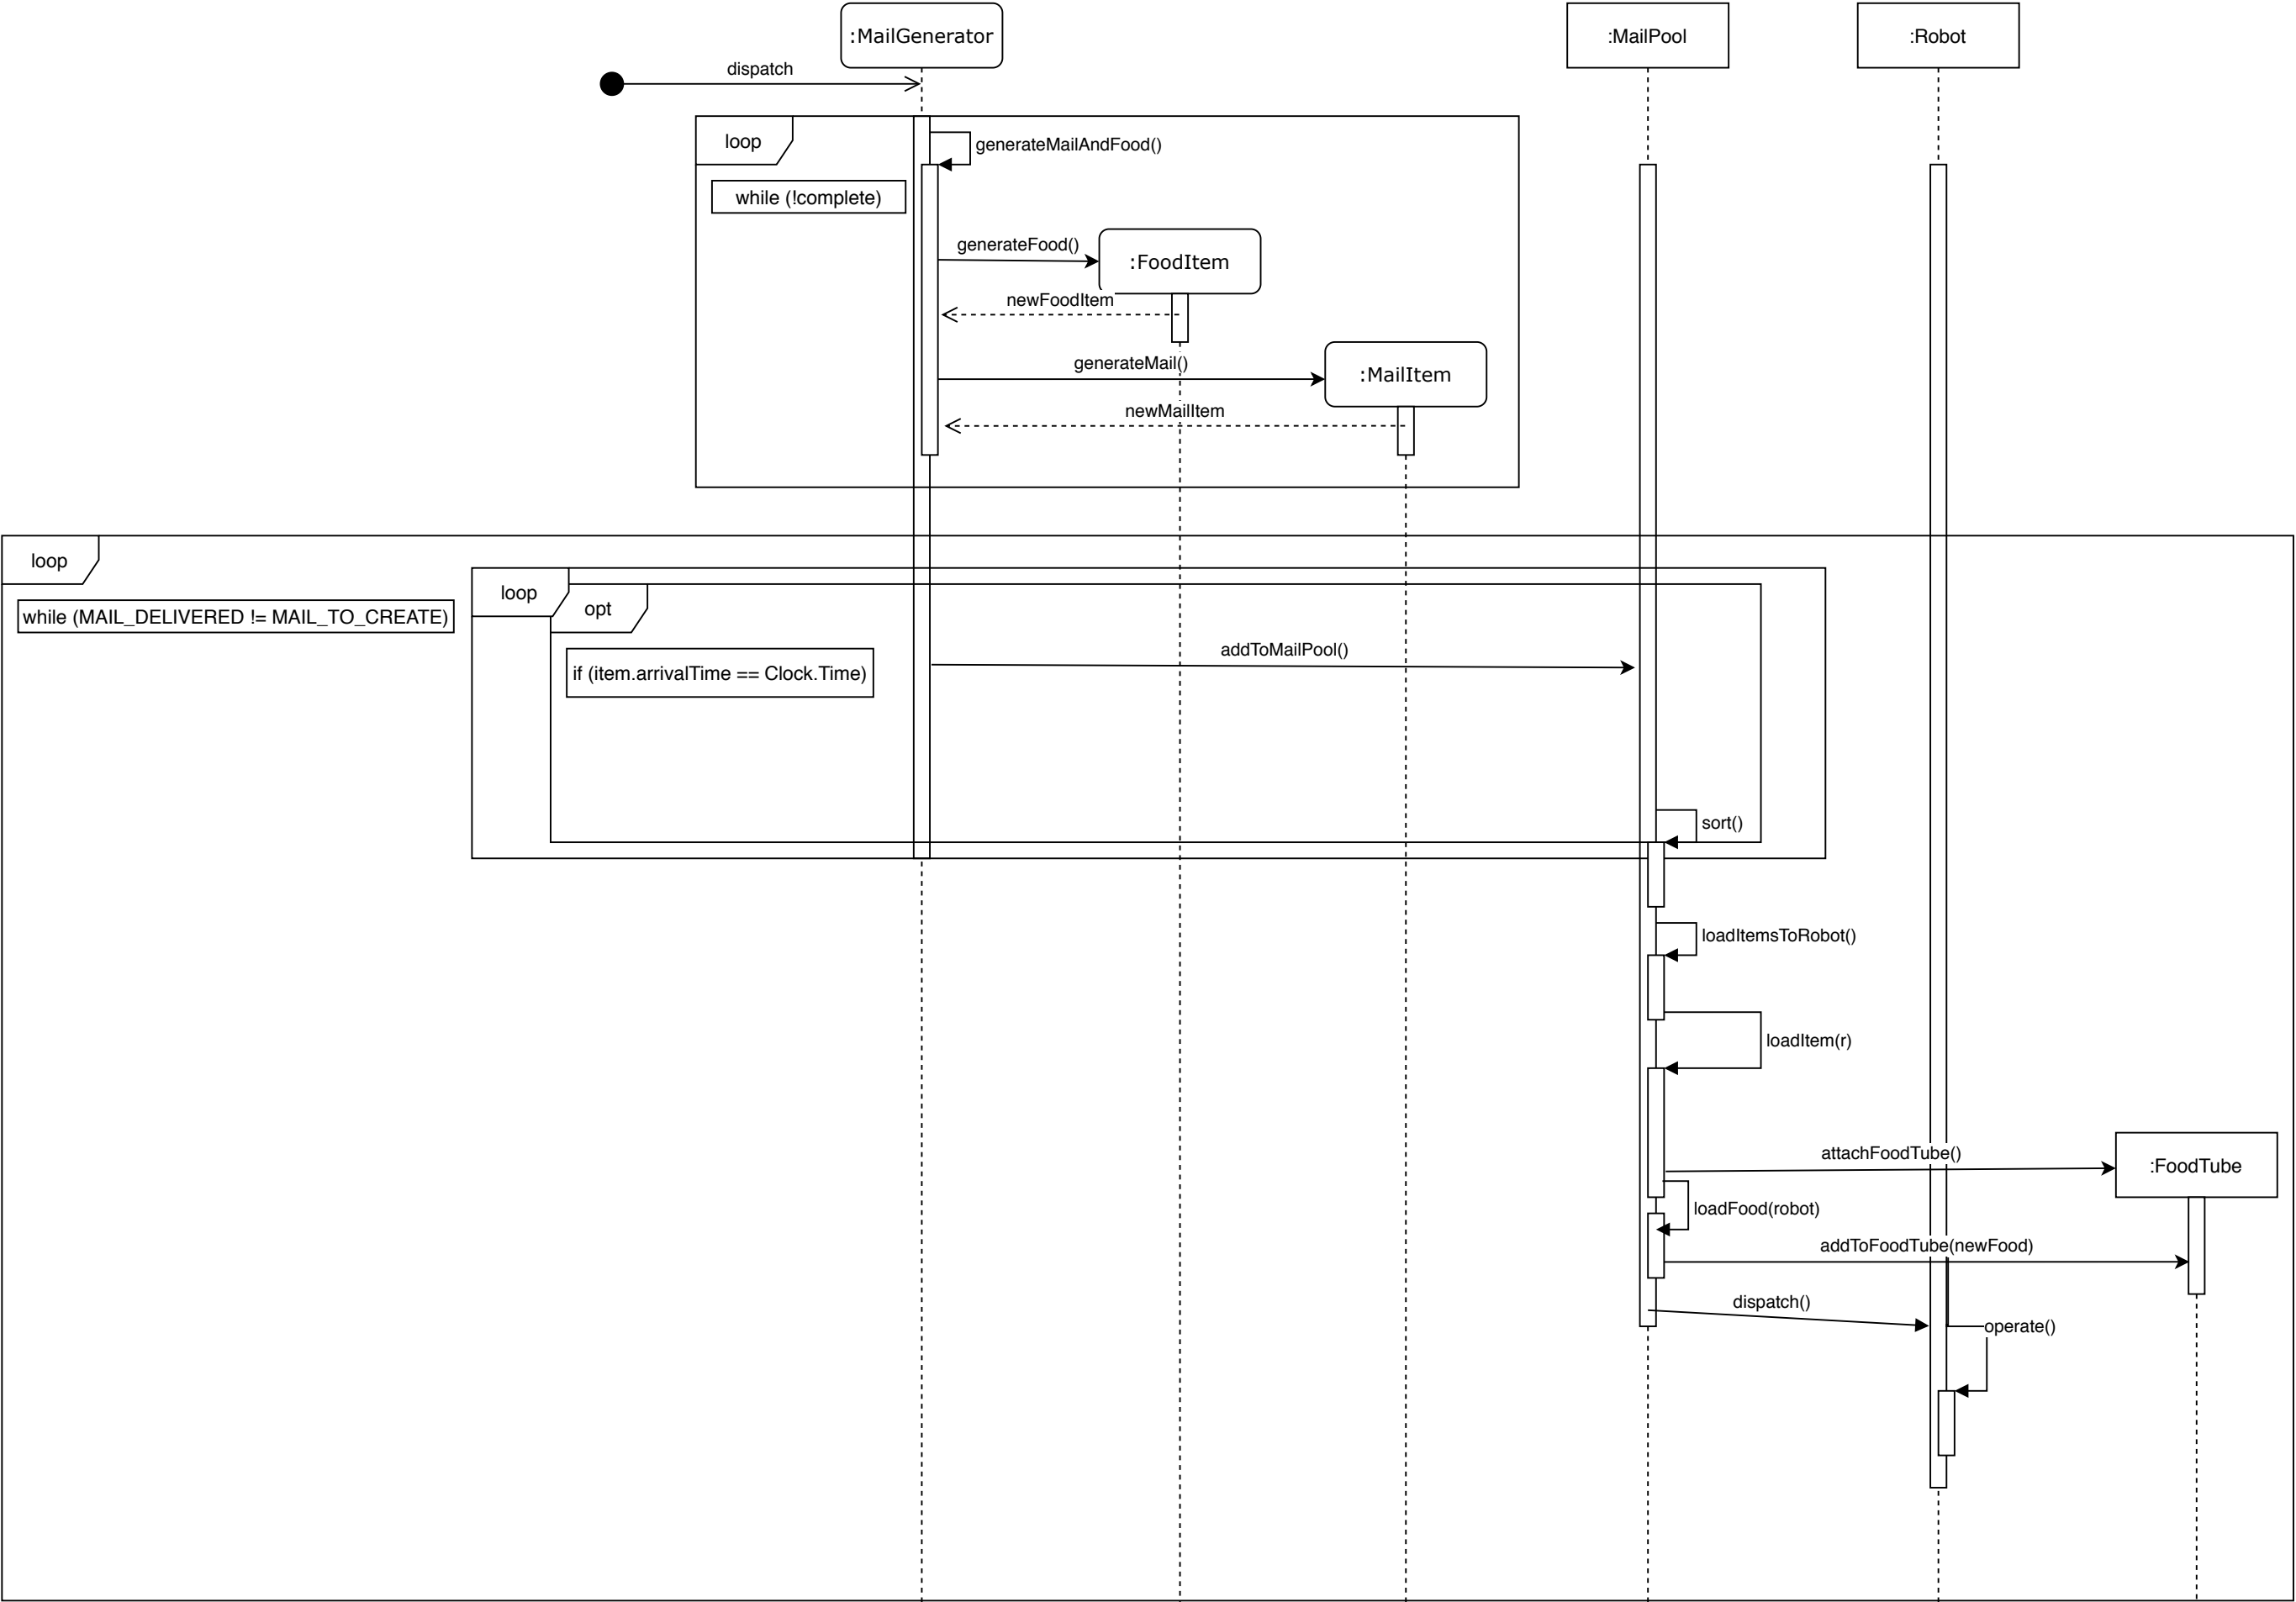 :MailGenerator
:MailPool
:Robot
dispatch
loop
generateMailAndFood()
while (!complete)
generateFood()
:FoodItem
newFoodItem
generateMail()
:MailItem
newMailItem
loop
loop
opt
while (MAIL_DELIVERED != MAIL_TO_CREATE)
addToMailPool()
if (item.arrivalTime == Clock.Time)
sort()
loadItemsToRobot()
loadItem(r)
attachFoodTube()
:FoodTube
loadFood(robot)
addToFoodTube(newFood)
dispatch()
operate()